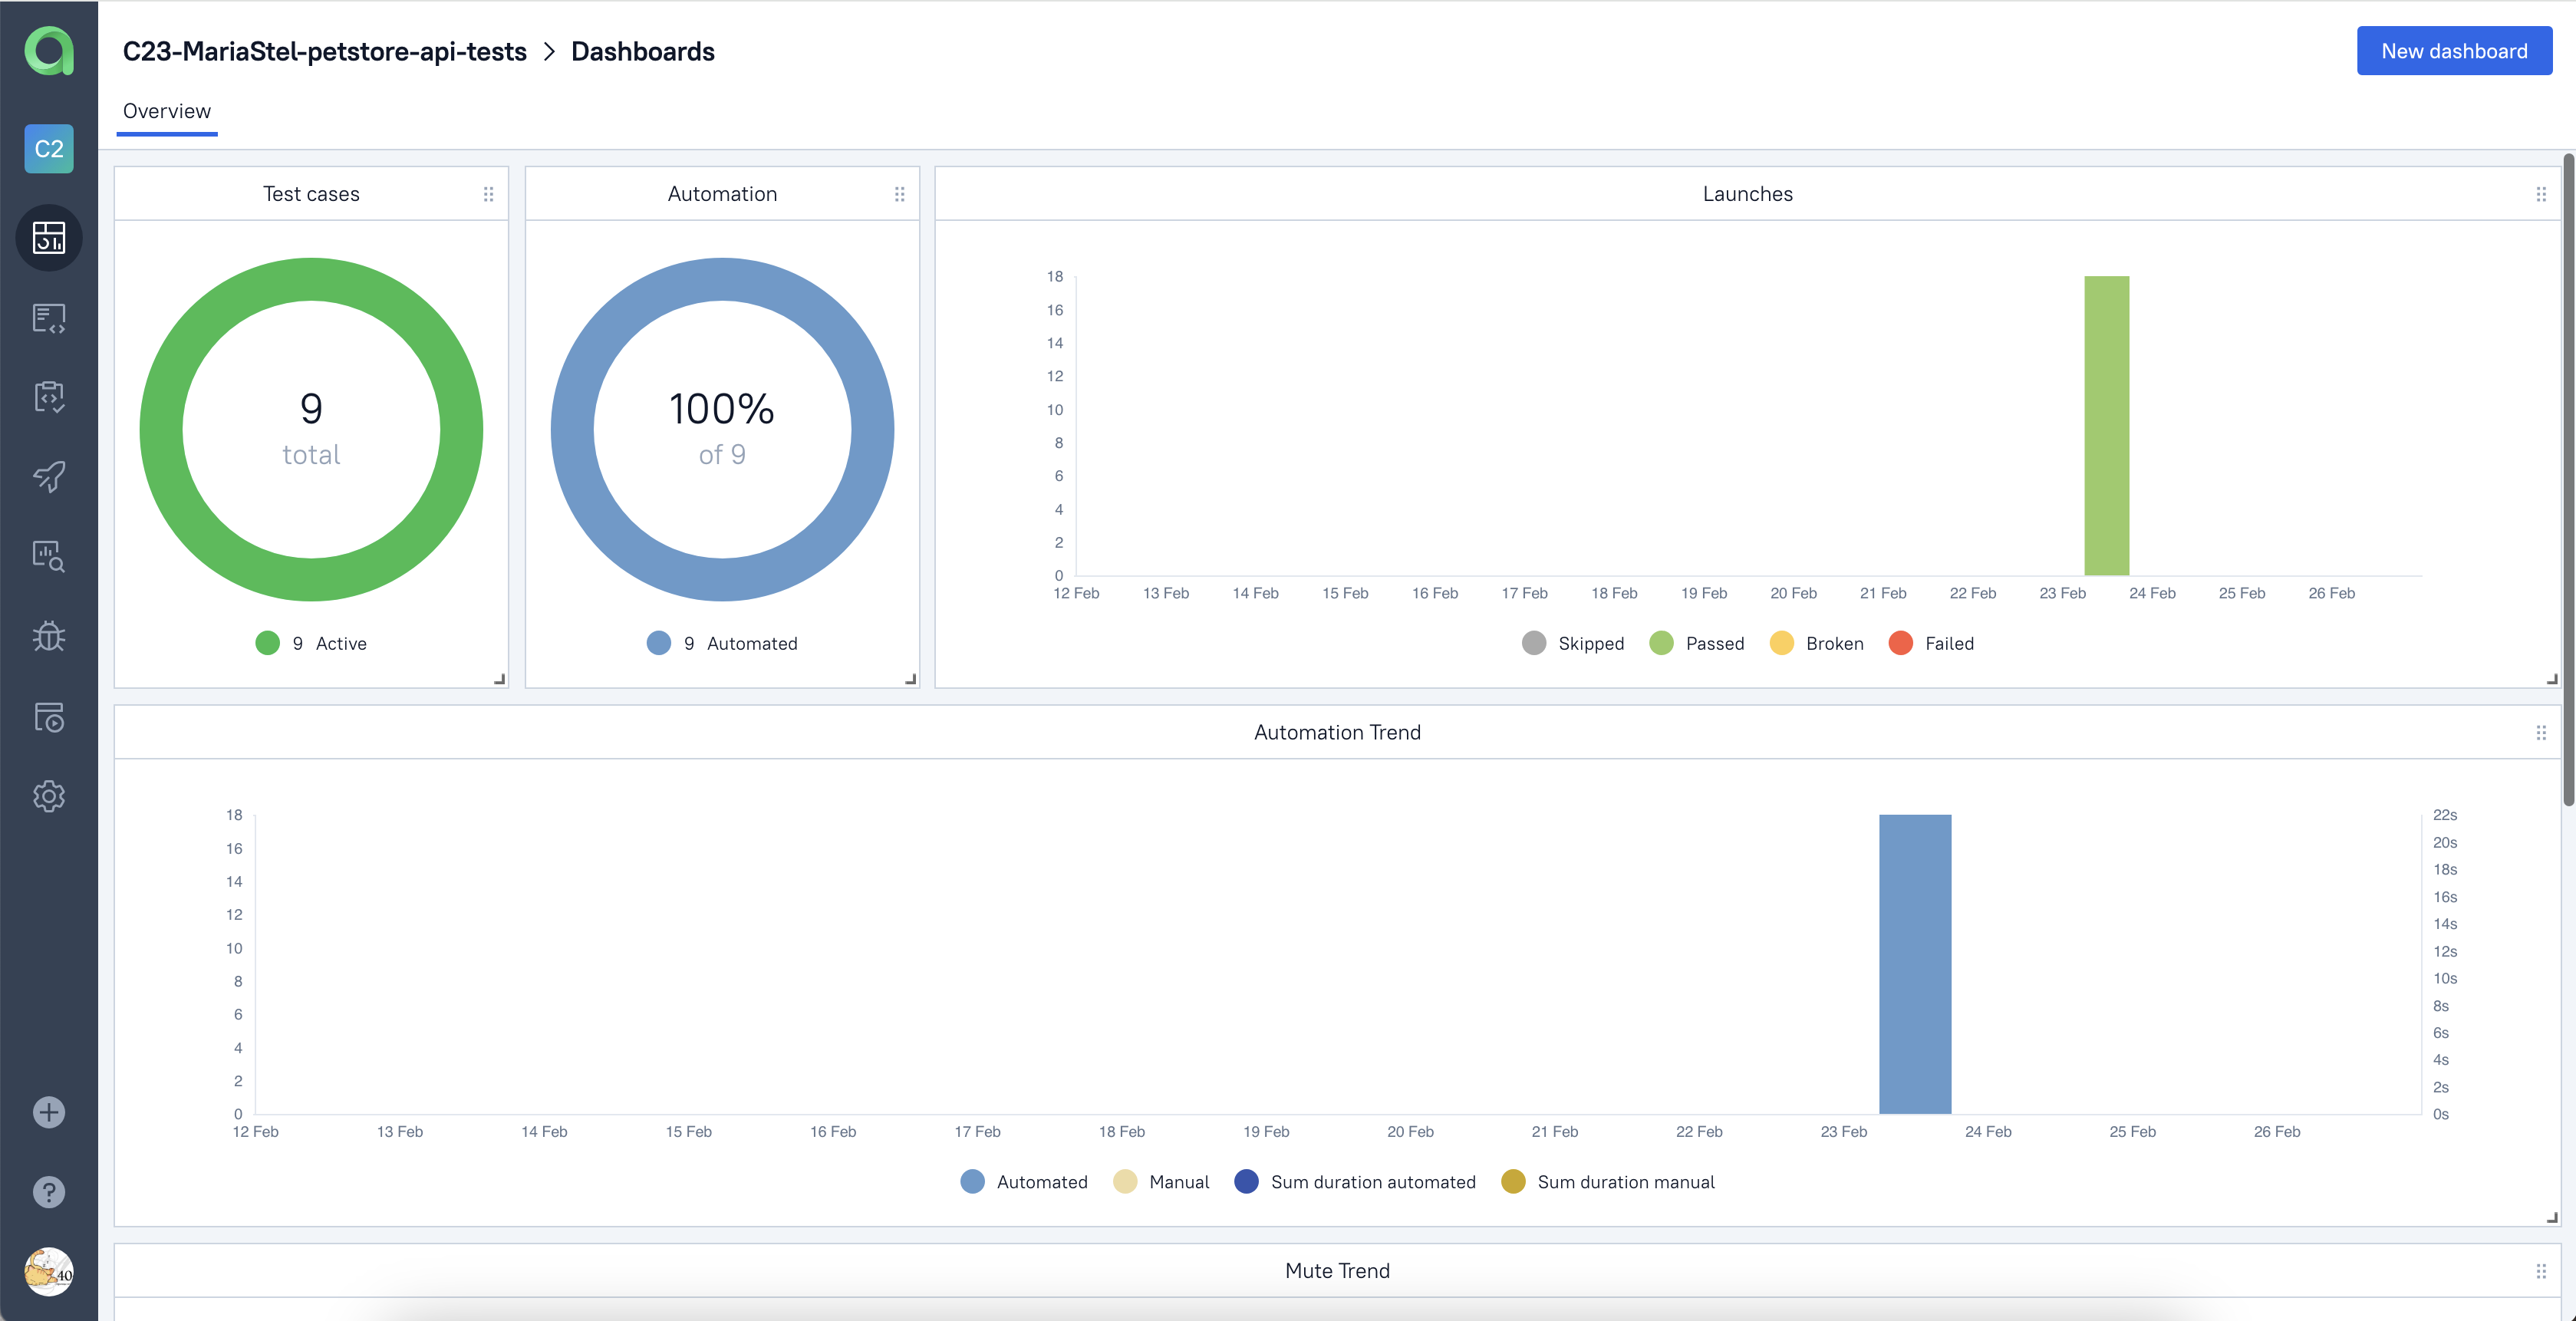 C23-MariaStel-petstore-api-tests > Dashboards
New dashboard
Overview
C2
Test cases
9
total
9 Active
Automation
100%
of 9
9 Automated
Launches
18
16
14
12
10
8
6
4
2
0
12 Feb 13 Feb 14 Feb 15 Feb 16 Feb 17 Feb 18 Feb 19 Feb 20 Feb 21 Feb 22 Feb 23 Feb 24 Feb 25 Feb 26 Feb
Skipped Passed Broken Failed
Automation Trend
18
16
14
12
10
8
6
4
2
0
22s
20s
18s
16s
14s
12s
10s
8s
6s
4s
2s
0s
12 Feb 13 Feb 14 Feb 15 Feb 16 Feb 17 Feb 18 Feb 19 Feb 20 Feb 21 Feb 22 Feb 23 Feb 24 Feb 25 Feb 26 Feb
Automated Manual Sum duration automated Sum duration manual
40
Mute Trend